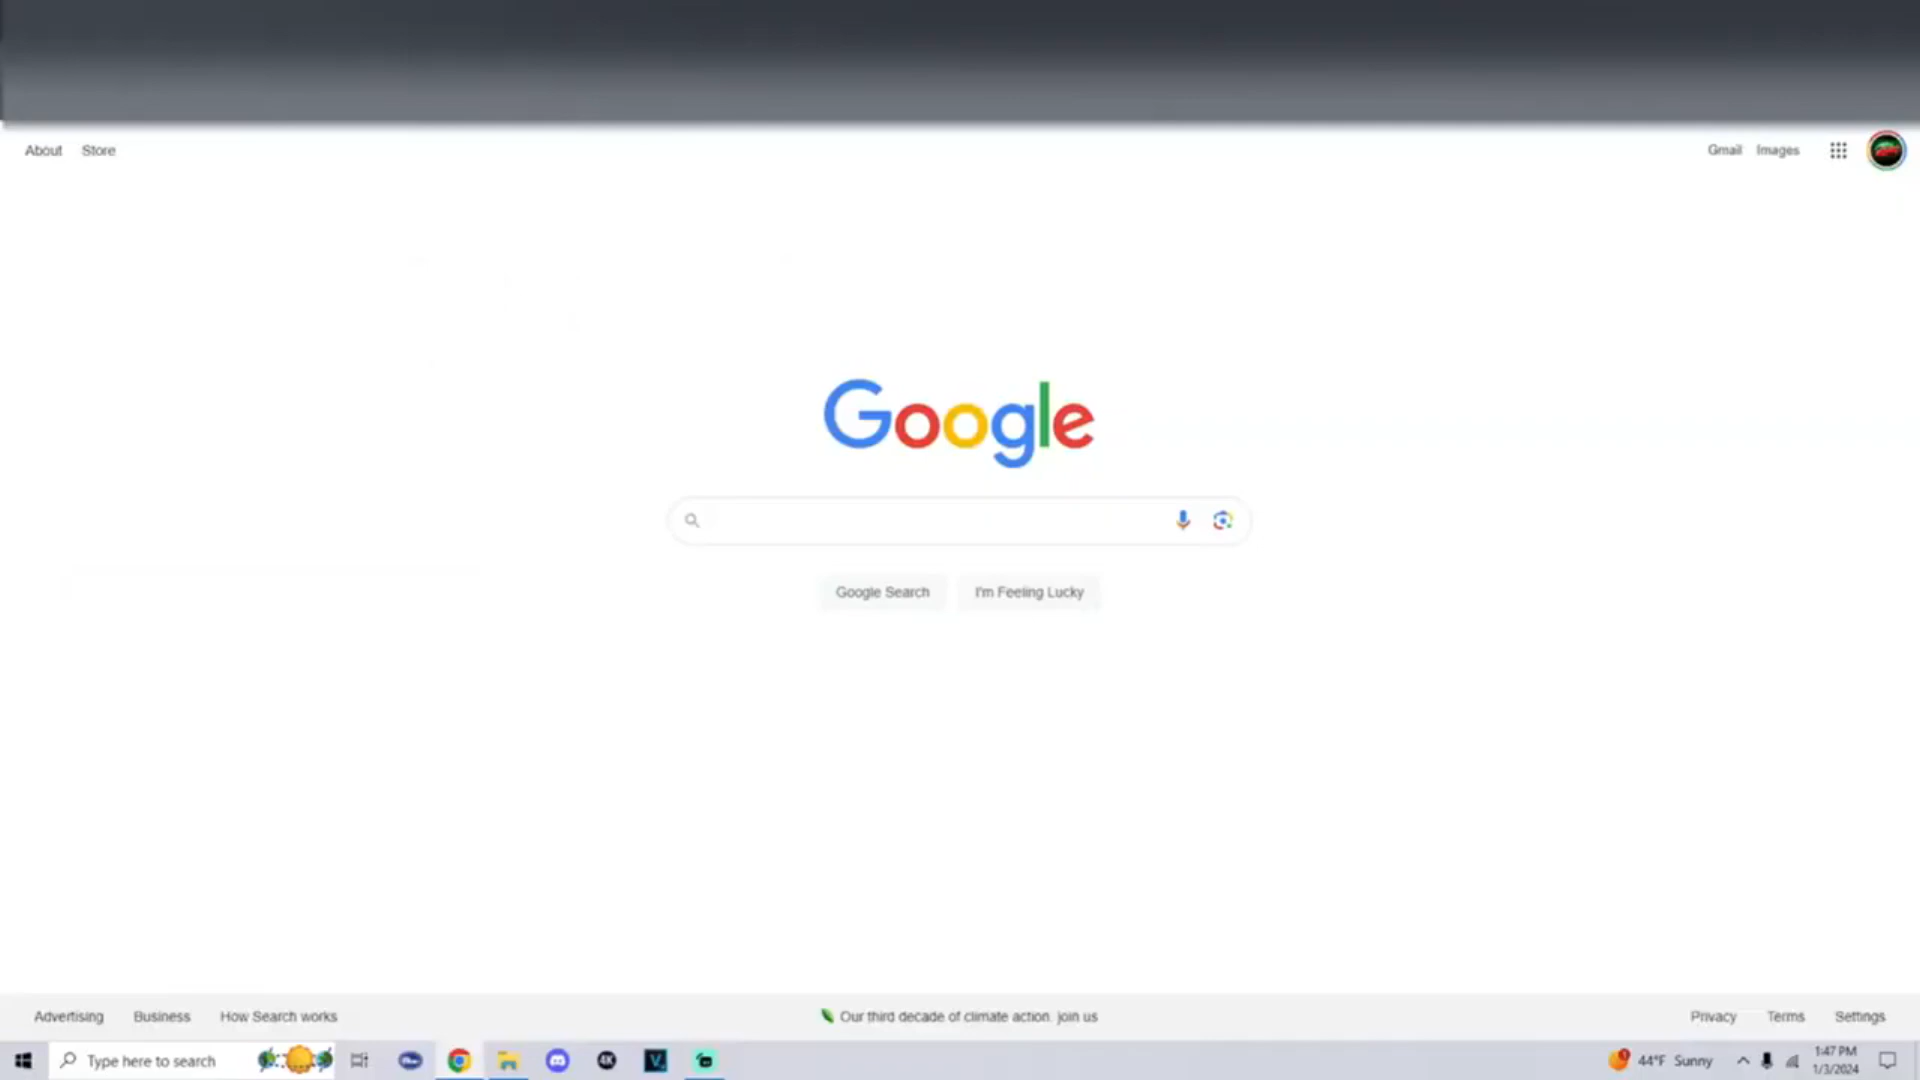 About Store
Gmail Images
Google
Google Search I'm Feeling Lucky
Advertising Business How Search works
Our third decade of climate action. join us
Privacy Terms Settings
Type here to search
4K
V
44°F Sunny
1:47 PM
1/3/2024